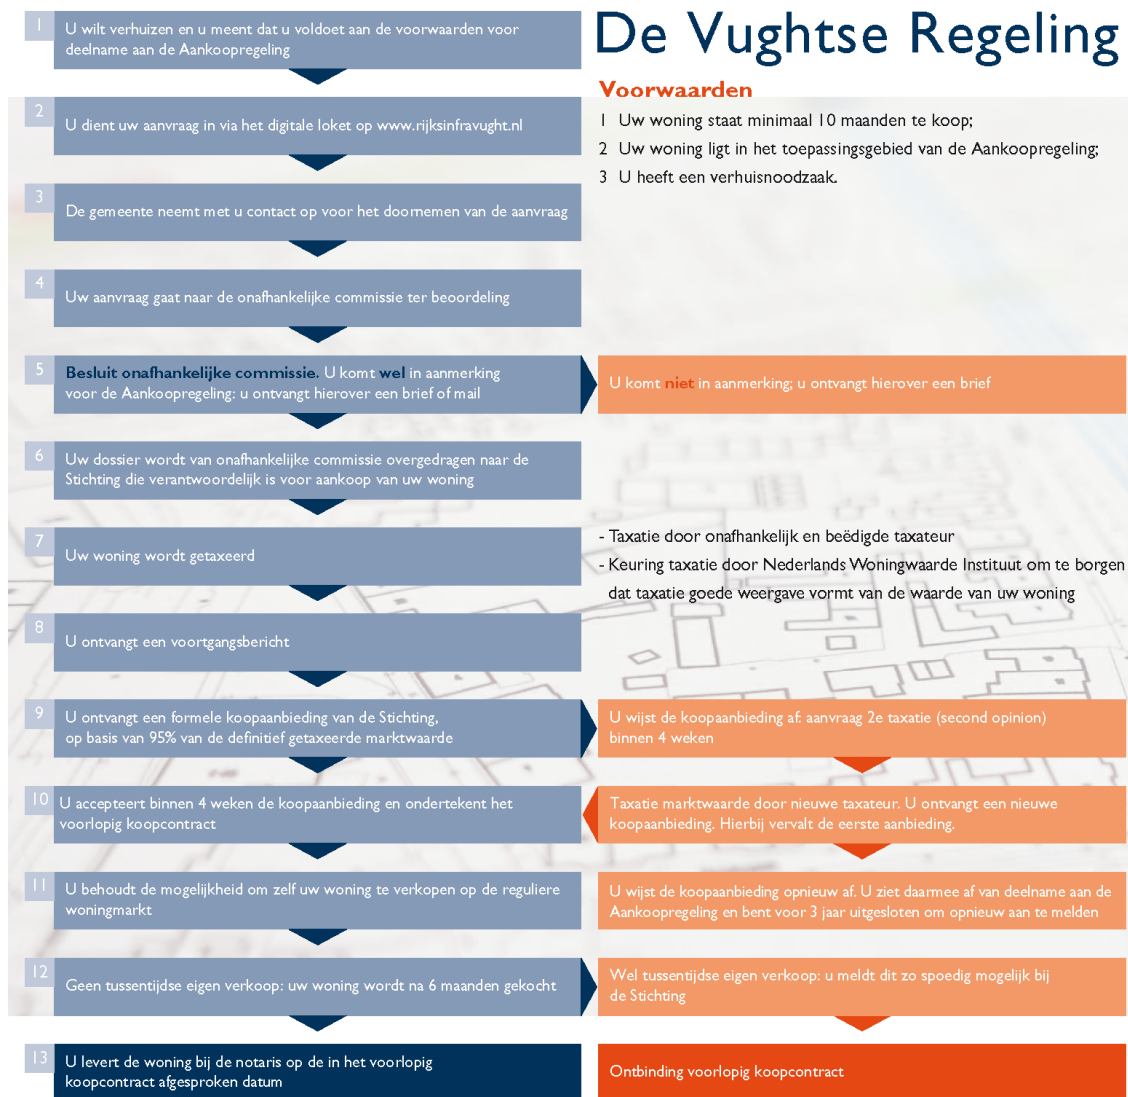 De Vughtse Regeling
Voorwaarden
1 Uw woning staat minimaal 10 maanden te koop;
2 Uw woning ligt in het toepassingsgebied van de Aankoopregeling;
3 U heeft een verhuisnoodzaak.
1
U wilt verhuizen en u meent dat u voldoet aan de voorwaarden voor
deelname aan de Aankoopregeling
2
U dient uw aanvraag in via het digitale loket op www.rijksinfravught.nl
3
De gemeente neemt met u contact op voor het doornemen van de aanvraag
4
Uw aanvraag gaat naar de onafhankelijke commissie ter beoordeling
5
Besluit onafhankelijke commissie. U komt wel in aanmerking
voor de Aankoopregeling: u ontvangt hierover een brief of mail
U komt niet in aanmerking; u ontvangt hierover een brief
6
Uw dossier wordt van onafhankelijke commissie overgedragen naar de
Stichting die verantwoordelijk is voor aankoop van uw woning
7
Uw woning wordt getaxeerd
- Taxatie door onafhankelijk en beëdigde taxateur
- Keuring taxatie door Nederlands Woningwaarde Instituut om te borgen
dat taxatie goede weergave vormt van de waarde van uw woning
8
U ontvangt een voortgangsbericht
9
U ontvangt een formele koopaanbieding van de Stichting,
op basis van 95% van de definitief getaxeerde marktwaarde
U wijst de koopaanbieding af: aanvraag 2e taxatie (second opinion)
binnen 4 weken
10
U accepteert binnen 4 weken de koopaanbieding en ondertekent het
voorlopig koopcontract
Taxatie marktwaarde door nieuwe taxateur. U ontvangt een nieuwe
koopaanbieding. Hierbij vervalt de eerste aanbieding.
11
U behoudt de mogelijkheid om zelf uw woning te verkopen op de reguliere
woningmarkt
U wijst de koopaanbieding opnieuw af. U ziet daarmee af van deelname aan de
Aankoopregeling en bent voor 3 jaar uitgesloten om opnieuw aan te melden
12
Geen tussentijdse eigen verkoop: uw woning wordt na 6 maanden gekocht
Wel tussentijdse eigen verkoop: u meldt dit zo spoedig mogelijk bij
de Stichting
13
U levert de woning bij de notaris op de in het voorlopig
koopcontract afgesproken datum
Ontbinding voorlopig koopcontract